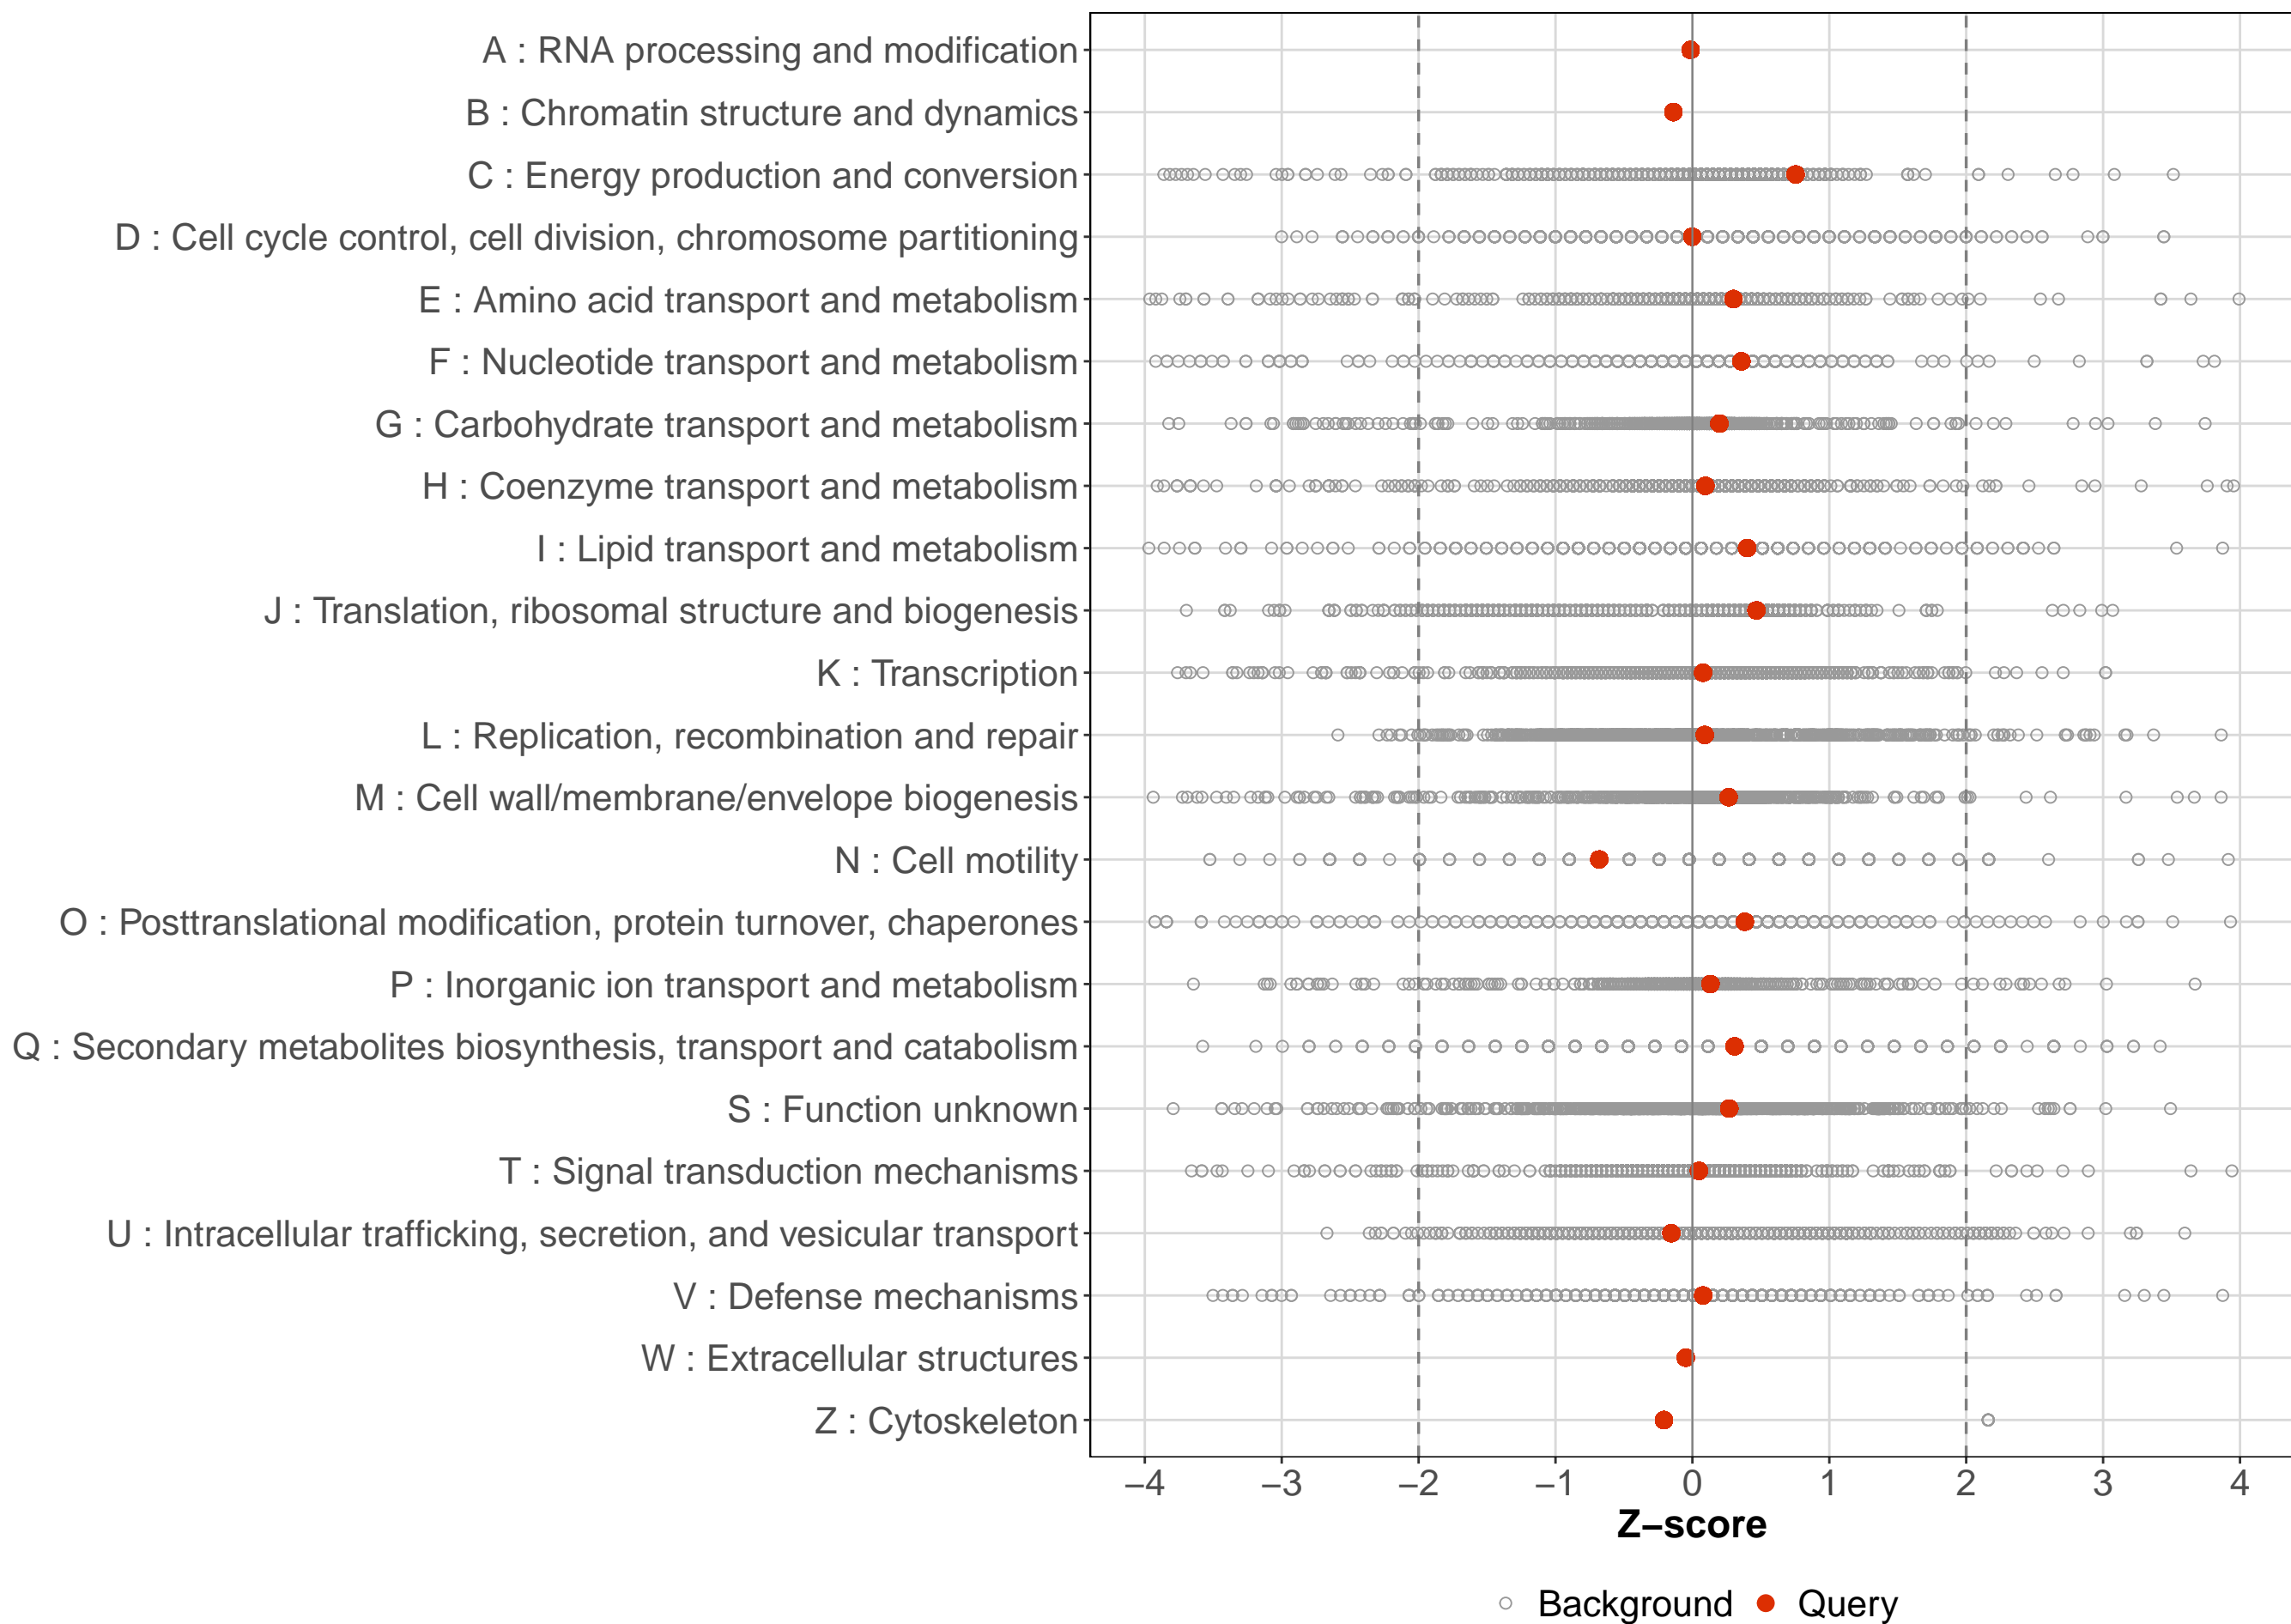 A : RNA processing and modification
B : Chromatin structure and dynamics
C : Energy production and conversion
D : Cell cycle control, cell division, chromosome partitioning
E : Amino acid transport and metabolism
F : Nucleotide transport and metabolism
G : Carbohydrate transport and metabolism
H : Coenzyme transport and metabolism
I : Lipid transport and metabolism
J : Translation, ribosomal structure and biogenesis
K : Transcription
L : Replication, recombination and repair
M : Cell wall/membrane/envelope biogenesis
N : Cell motility
O : Posttranslational modification, protein turnover, chaperones
P : Inorganic ion transport and metabolism
Q : Secondary metabolites biosynthesis, transport and catabolism
S : Function unknown
T : Signal transduction mechanisms
U : Intracellular trafficking, secretion, and vesicular transport
V : Defense mechanisms
W : Extracellular structures
Z : Cytoskeleton
−4 −3 −2 −1 0 1 2 3 4
Z−score
Background Query